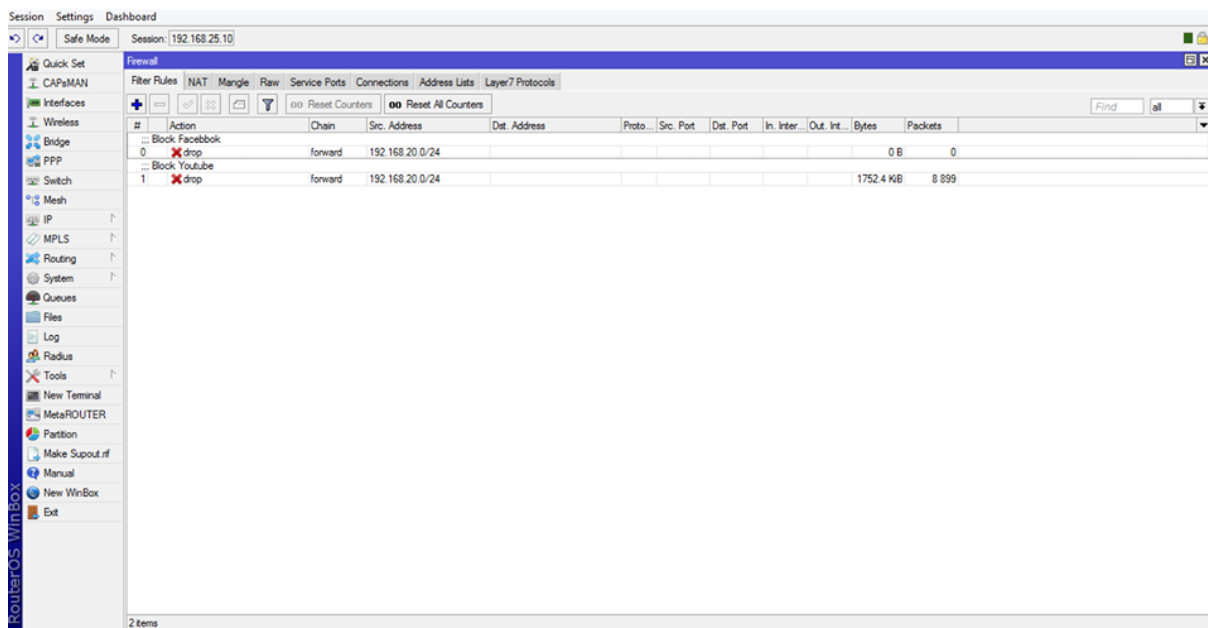 Session Settings Dashboard
Safe Mode Session: 192.168.25.10
Quick Set
CAPsMAN
Interfaces
Wireless
Bridge
PPP
Switch
Mesh
IP
MPLS
Routing
System
Queues
Files
Log
Radius
Tools
New Terminal
MetaROUTER
Partition
Make Supout.rif
Manual
New WinBox
Exit
RouterOS WinBox
Firewall
Filter Rules NAT Mangle Raw Service Ports Connections Address Lists Layer7 Protocols
00 Reset Counters 00 Reset All Counters Find all
# Action Chain Src. Address Dst. Address Proto... Src. Port Dst. Port In. Inter... Out. Int... Bytes Packets
::: Block Facebbok
0 drop forward 192.168.20.0/24 0 B 0
::: Block Youtube
1 drop forward 192.168.20.0/24 1752.4 KiB 8 899
2 items